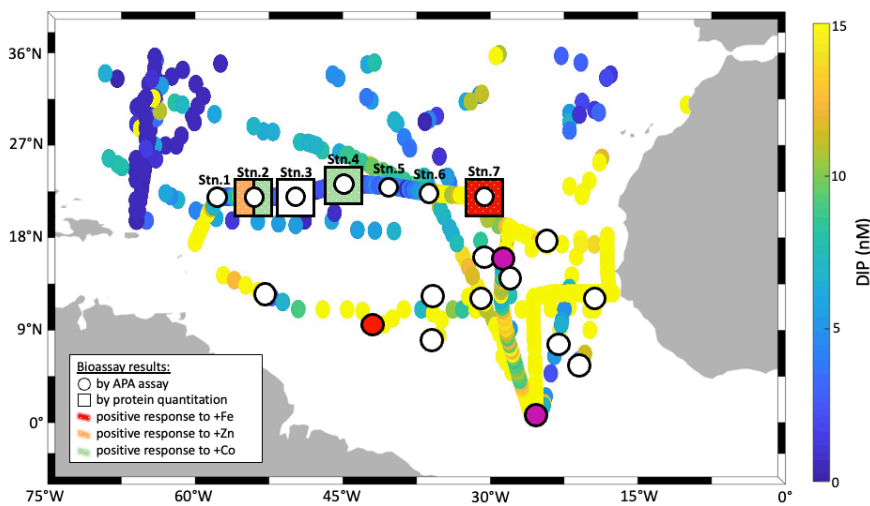 36°N
27°N
18°N
9°N
0°
75°W
60°W
45°W
30°W
15°W
0°
Stn.1
Stn.2
Stn.3
Stn.4
Stn.5
Stn.6
Stn.7
Bioassay results:
by APA assay
by protein quantitation
positive response to +Fe
positive response to +Zn
positive response to +Co
15
10
5
0
DIP (nM)